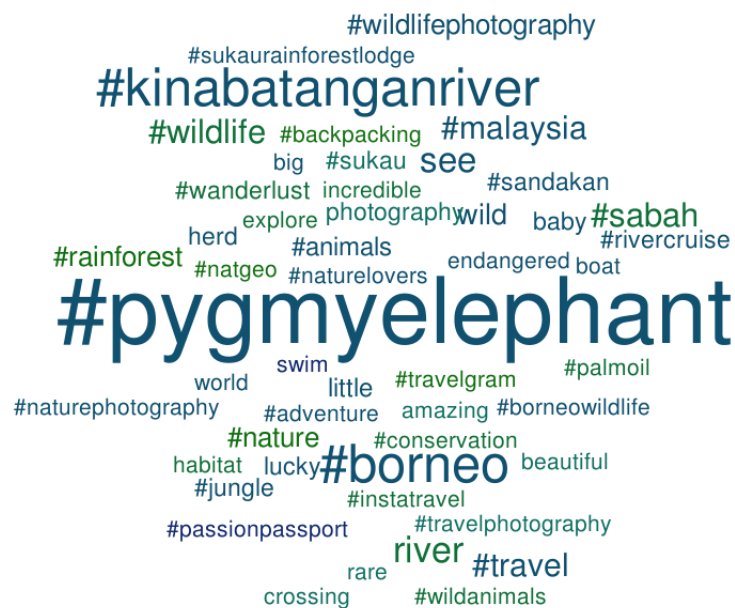 #wildlifephotography
#sukaurainforestlodge
#kinabatanganriver
#wildlife #backpacking #malaysia
big #sukau see
#wanderlust incredible #sandakan
explore photography wild baby #sabah
herd #animals #rivercruise
#rainforest #natgeo #naturelovers endangered boat
#pygmyelephant
swim #palmoil
world little #travelgram
#naturephotography #adventure amazing #borneowildlife
#nature #conservation
habitat lucky #borneo beautiful
#jungle #instatravel
#passionpassport #travelphotography
river #travel
rare
crossing #wildanimals